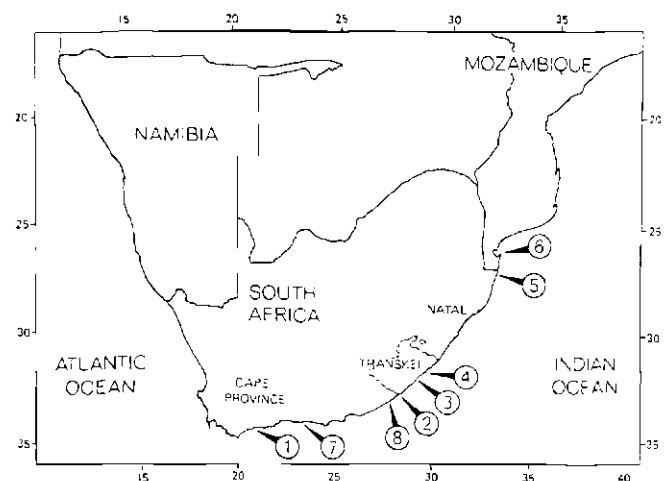 20 25 30 35
MOZAMBIQUE
20 20
NAMIBIA
25 25
6
5
SOUTH
AFRICA
NATAL
30 30
TRANSKEI
ATLANTIC
OCEAN
INDIAN
OCEAN
CAPE
PROVINCE
4
3
2
8
1
7
35 35
15 20 25 30 35 40